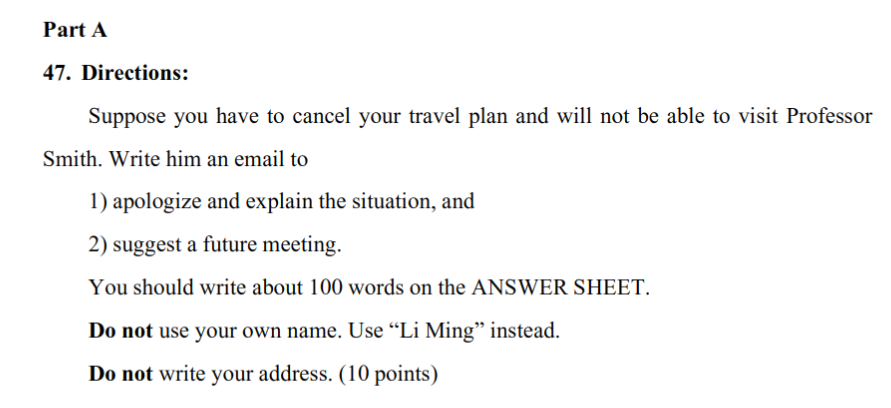 Part A
47. Directions:
Suppose you have to cancel your travel plan and will not be able to visit Professor
Smith. Write him an email to
1) apologize and explain the situation, and
2) suggest a future meeting.
You should write about 100 words on the ANSWER SHEET.
Do not use your own name. Use “Li Ming” instead.
Do not write your address. (10 points)